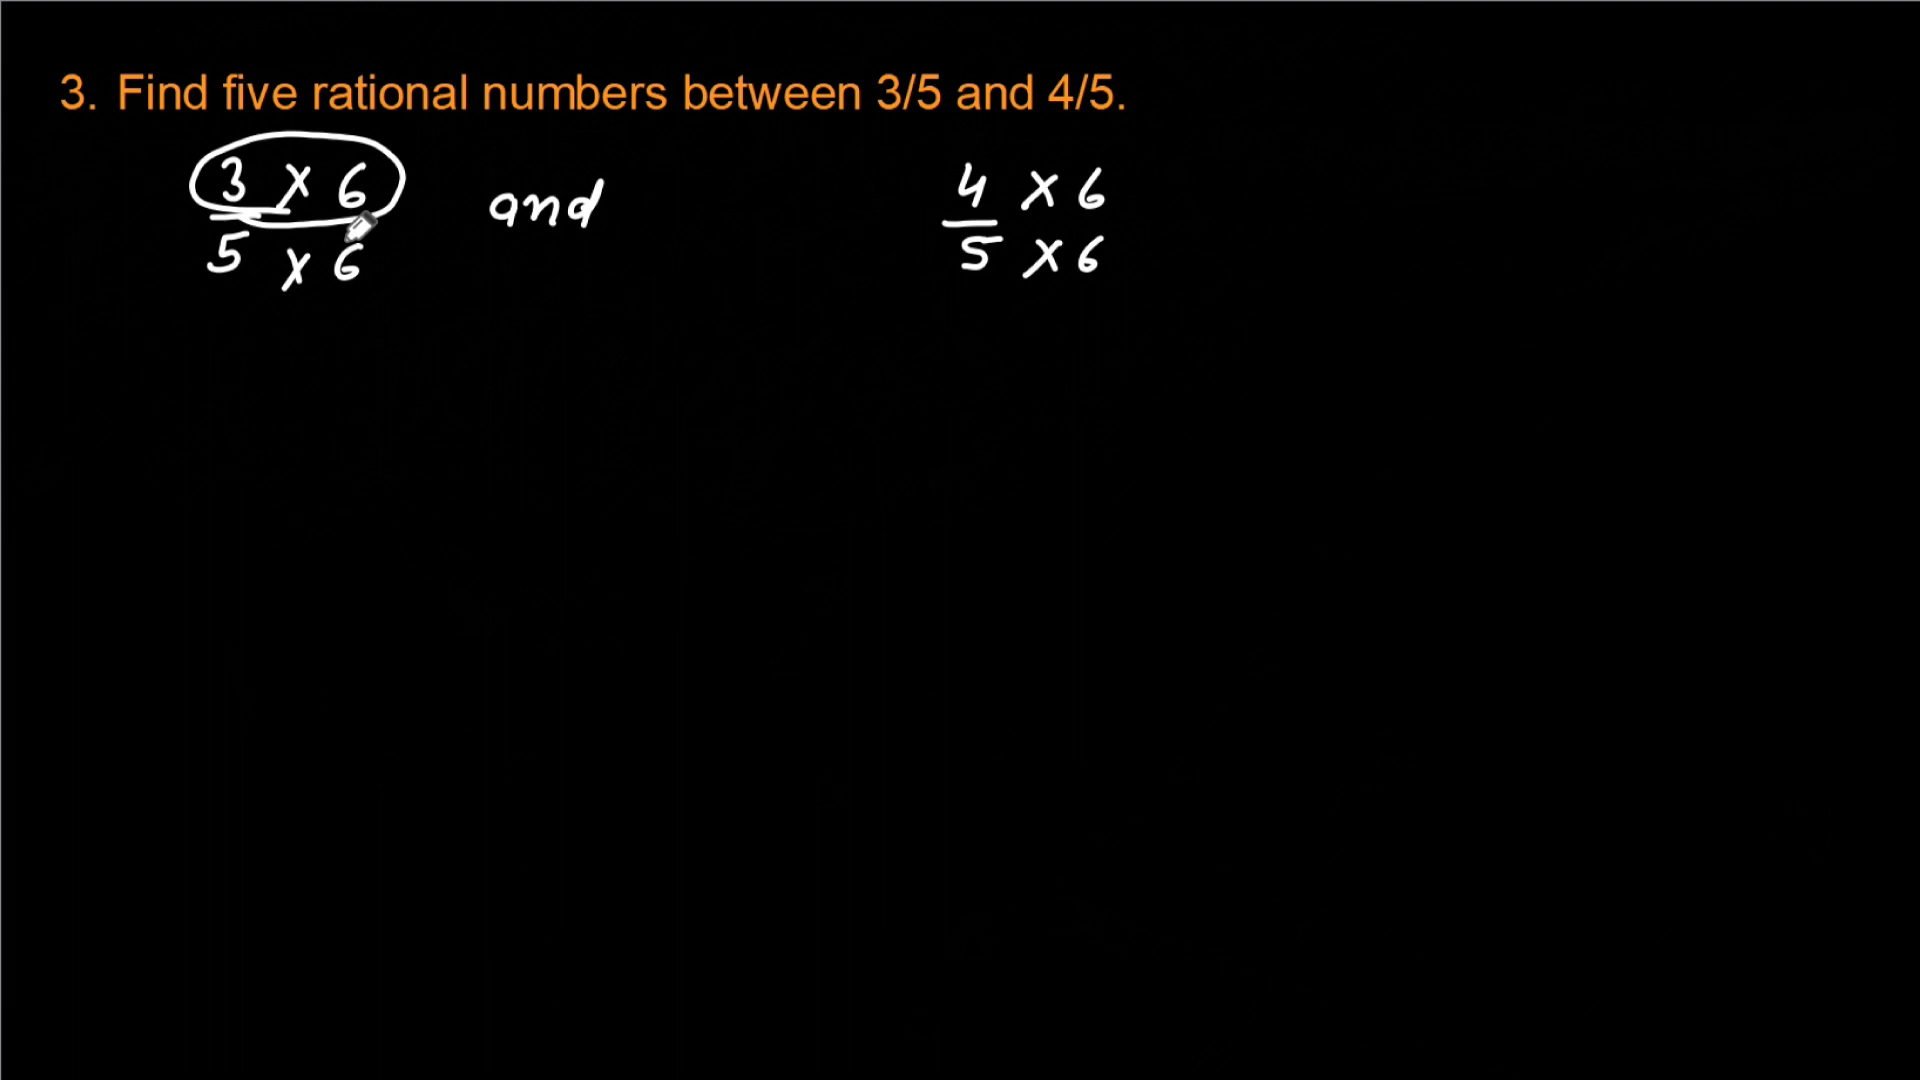 3. Find five rational numbers between 3/5 and 4/5.
3 X 6 and 4 X 6
5 X 6 5 X 6